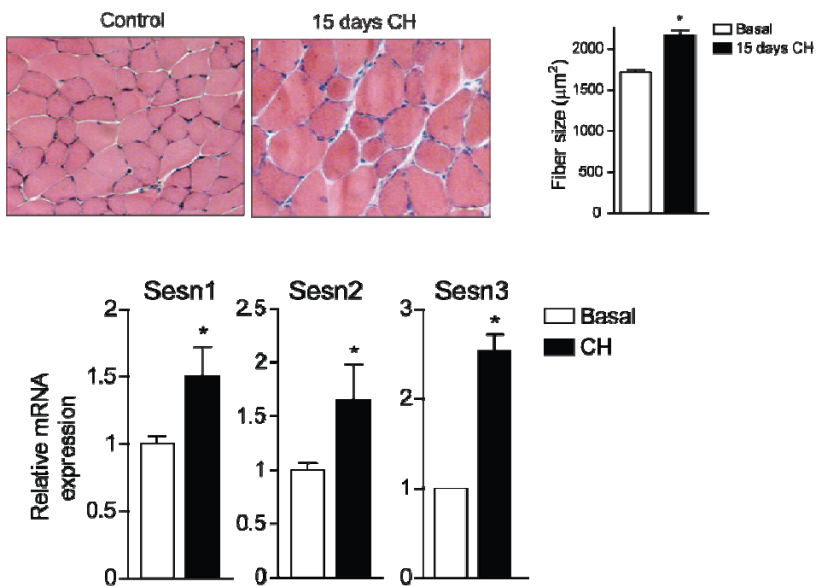 Control
15 days CH
Fiber size (μm²)
2000
1500
1000
500
0
*
Basal
15 days CH
Relative mRNA
expression
Sesn1
2
1.5
1
0.5
0
*
Sesn2
2.5
2
1.5
1
0.5
0
*
Sesn3
3
2
1
0
*
Basal
CH